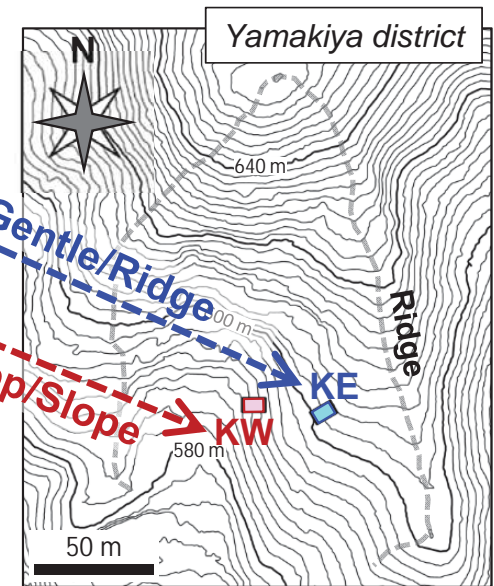 Yamakiya district
N
640 m
Gentle/Ridge
00 m
Ridge
KE
p/Slope
KW
580 m
50 m